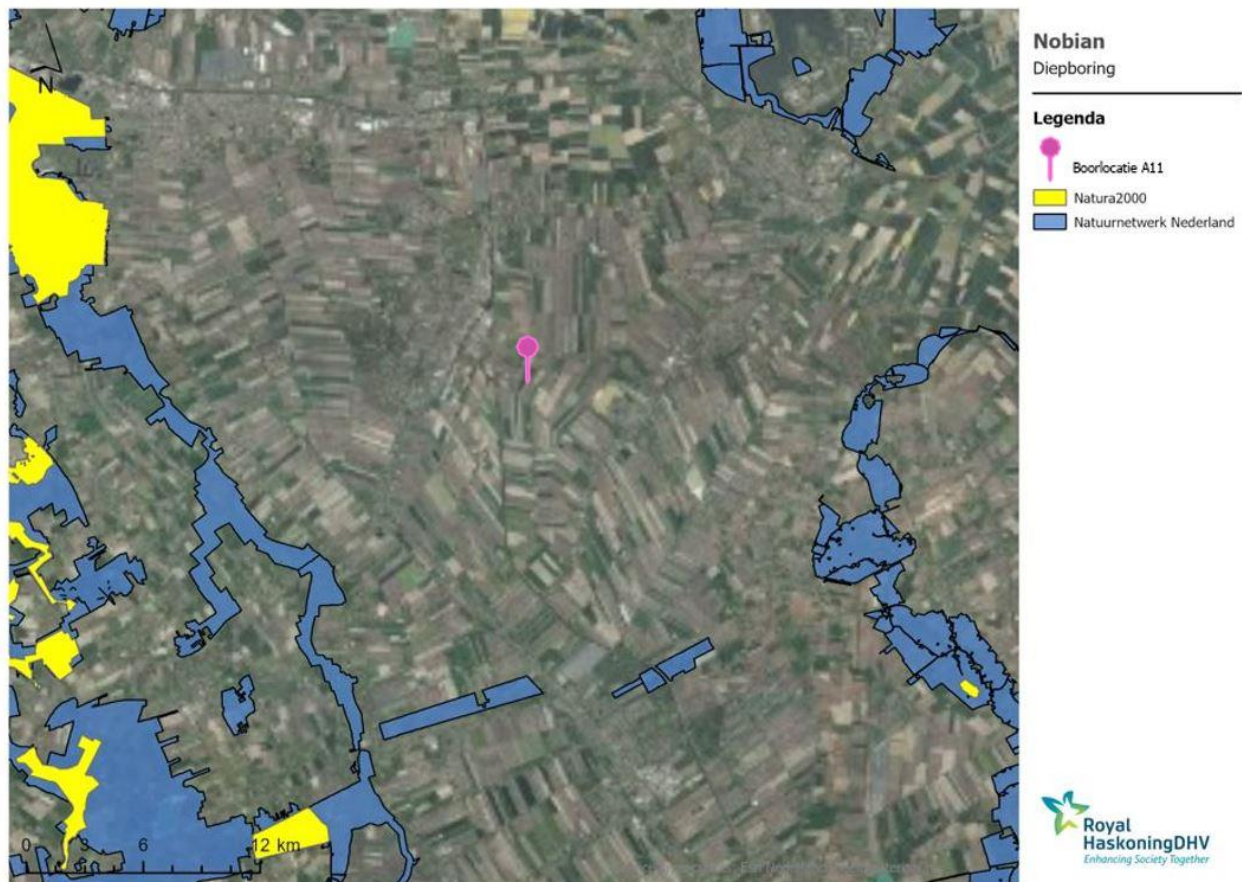 N
0 3 6 12 km
Nobian
Diepboring
Legenda
Boorlocatie A11
Natura2000
Natuurnetwerk Nederland
Royal
HaskoningDHV
Enhancing Society Together